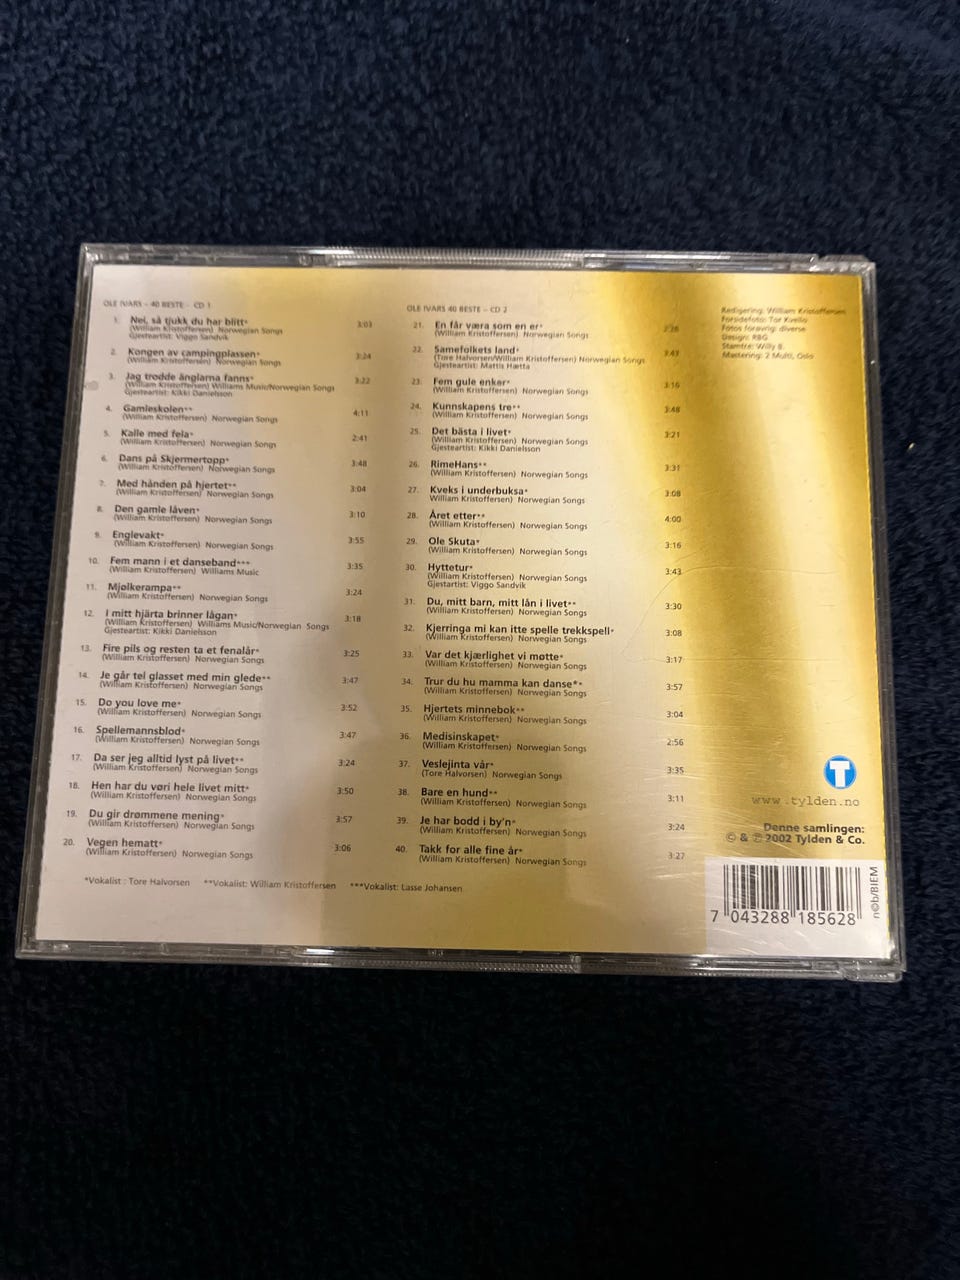 OLE IVARS - 40 BESTE - CD 1
1. Nei, så tjukk du har blitt* 3:03
(William Kristoffersen) Norwegian Songs
Gjesteartist: Viggo Sandvik
2. Kongen av campingplassen* 3:24
(William Kristoffersen) Norwegian Songs
3. Jag trodde änglarna fanns* 3:22
(William Kristoffersen) Williams Music/Norwegian Songs
Gjesteartist: Kikki Danielsson
4. Gamleskolen** 4:11
(William Kristoffersen) Norwegian Songs
5. Kalle med fela* 2:41
(William Kristoffersen) Norwegian Songs
6. Dans på Skjermertopp* 3:48
(William Kristoffersen) Norwegian Songs
7. Med hånden på hjertet** 3:04
(William Kristoffersen) Norwegian Songs
8. Den gamle låven* 3:10
(William Kristoffersen) Norwegian Songs
9. Englevakt* 3:55
(William Kristoffersen) Norwegian Songs
10. Fem mann i et danseband*** 3:35
(William Kristoffersen) Williams Music
11. Mjølkerampa** 3:24
(William Kristoffersen) Norwegian Songs
12. I mitt hjärta brinner lågan* 3:18
(William Kristoffersen) Williams Music/Norwegian Songs
Gjesteartist: Kikki Danielsson
13. Fire pils og resten ta et fenalår* 3:25
(William Kristoffersen) Norwegian Songs
14. Je går tel glasset med min glede** 3:47
(William Kristoffersen) Norwegian Songs
15. Do you love me* 3:52
(William Kristoffersen) Norwegian Songs
16. Spellemannsblod* 3:47
(William Kristoffersen) Norwegian Songs
17. Da ser jeg alltid lyst på livet** 3:24
(William Kristoffersen) Norwegian Songs
18. Hen har du vøri hele livet mitt* 3:50
(William Kristoffersen) Norwegian Songs
19. Du gir drømmene mening* 3:57
(William Kristoffersen) Norwegian Songs
20. Vegen hematt* 3:06
(William Kristoffersen) Norwegian Songs
*Vokalist : Tore Halvorsen **Vokalist: William Kristoffersen ***Vokalist: Lasse Johansen
OLE IVARS 40 BESTE - CD 2
21. En får værra som en er*
(William Kristoffersen) Norwegian Songs
22. Samefolkets land* 3:43
(Tore Halvorsen/William Kristoffersen) Norwegian Songs
Gjesteartist: Mattis Hætta
23. Fem gule enker* 3:16
(William Kristoffersen) Norwegian Songs
24. Kunnskapens tre** 3:48
(William Kristoffersen) Norwegian Songs
25. Det bästa i livet* 3:21
(William Kristoffersen) Norwegian Songs
Gjesteartist: Kikki Danielsson
26. RimeHans** 3:31
(William Kristoffersen) Norwegian Songs
27. Kveks i underbuksa* 3:08
William Kristoffersen) Norwegian Songs
28. Året etter** 4:00
(William Kristoffersen) Norwegian Songs
29. Ole Skuta* 3:16
(William Kristoffersen) Norwegian Songs
30. Hyttetur* 3:43
(William Kristoffersen) Norwegian Songs
Gjestartist: Viggo Sandvik
31. Du, mitt barn, mitt lån i livet** 3:30
(William Kristoffersen) Norwegian Songs
32. Kjerringa mi kan itte spelle trekkspell* 3:08
(William Kristoffersen) Norwegian Songs
33. Var det kjærlighet vi møtte* 3:17
(William Kristoffersen) Norwegian Songs
34. Trur du hu mamma kan danse** 3:57
(William Kristoffersen) Norwegian Songs
35. Hjertets minnebok** 3:04
(William Kristoffersen) Norwegian Songs
36. Medisinskapet* 2:56
(William Kristoffersen) Norwegian Songs
37. Veslejinta vår* 3:35
(Tore Halvorsen) Norwegian Songs
38. Bare en hund** 3:11
(William Kristoffersen) Norwegian Songs
39. Je har bodd i by'n* 3:24
(William Kristoffersen) Norwegian Songs
40. Takk for alle fine år* 3:27
(William Kristoffersen) Norwegian Songs
Redigering: William Kristoffersen
Forsidefoto: Tor Kvello
Fotos forøvrig: diverse
Design: RBG
Stamtre: Willy B.
Mastering: 2 Multi, Oslo
T
www.tylden.no
Denne samlingen:
© & ℗ 2002 Tylden & Co.
n©b/BIEM
7 043288 185628